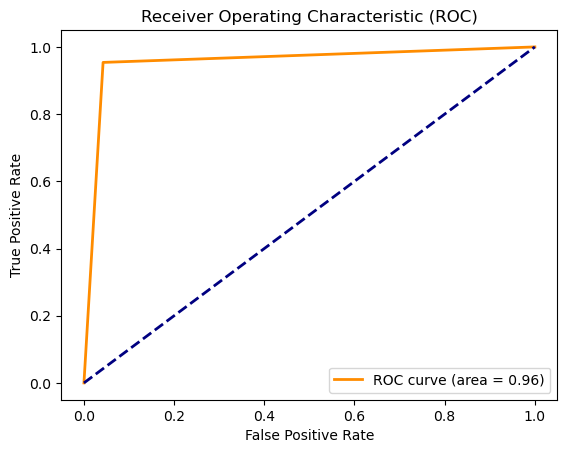 Receiver Operating Characteristic (ROC)
1.0
0.8
0.6
0.4
0.2
0.0
True Positive Rate
ROC curve (area = 0.96)
0.0 0.2 0.4 0.6 0.8 1.0
False Positive Rate